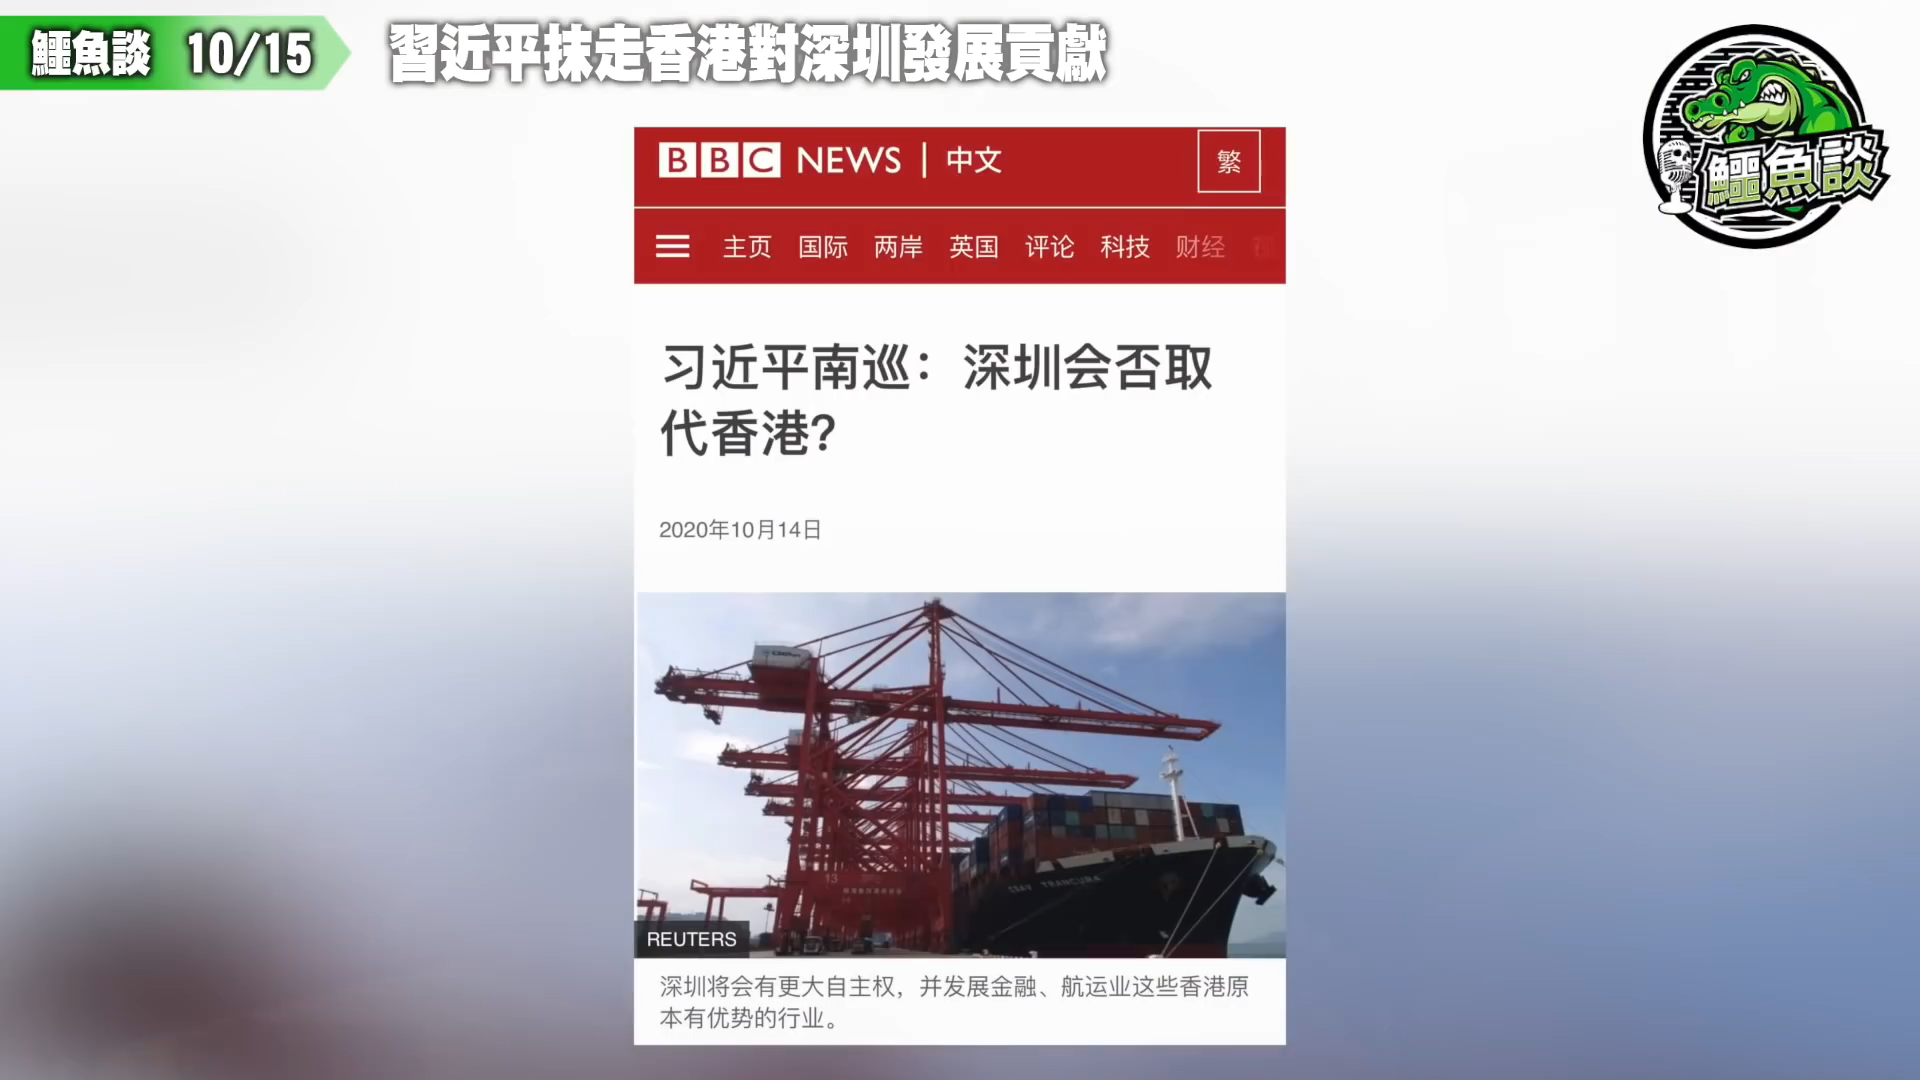 鱷魚談 10/15 習近平抹走香港對深圳發展貢獻
鱷魚談
BBC NEWS | 中文 繁
主页 国际 两岸 英国 评论 科技 财经
习近平南巡：深圳会否取
代香港？
2020年10月14日
13
CSAV TRANCURA
REUTERS
深圳将会有更大自主权，并发展金融、航运业这些香港原
本有优势的行业。